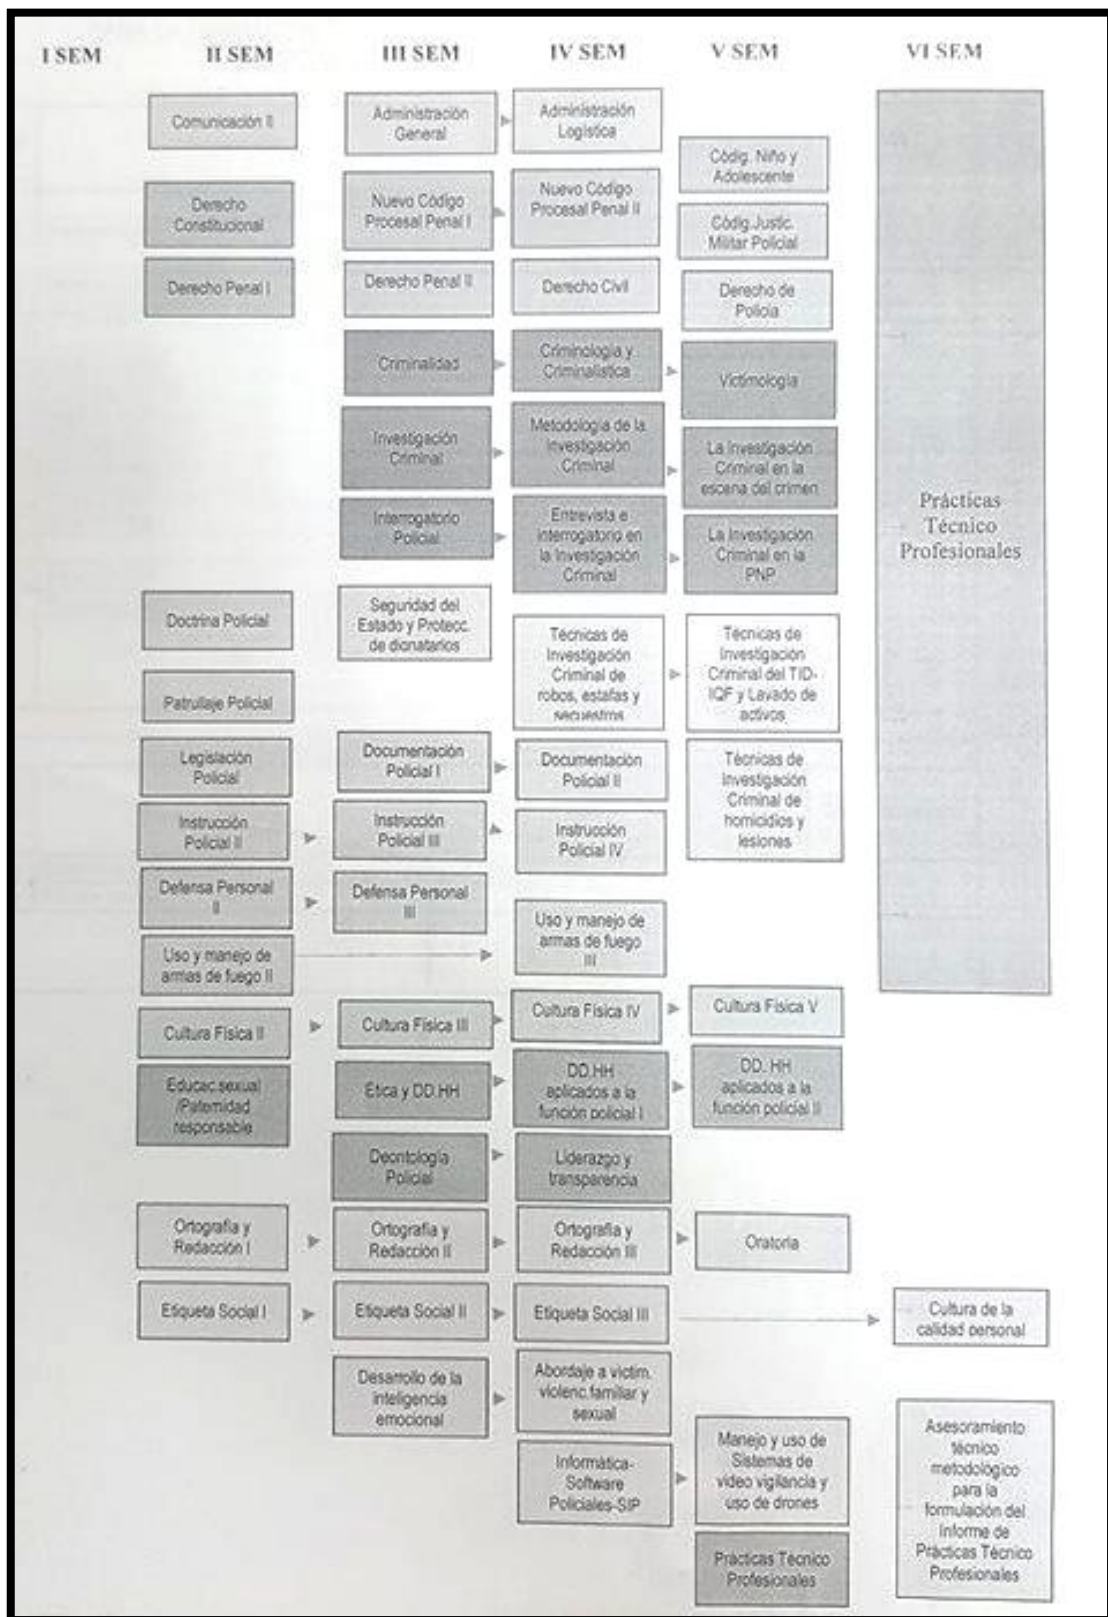 I SEM
II SEM
III SEM
IV SEM
V SEM
VI SEM
Comunicación II
Administración
General
Administración
Logística
Códig. Niño y
Adolescente
Derecho
Constitucional
Nuevo Código
Procesal Penal I
Nuevo Código
Procesal Penal II
Códig.Justic.
Militar Policial
Derecho Penal I
Derecho Penal II
Derecho Civil
Derecho de
Policia
Criminalidad
Criminología y
Criminalística
Victimología
Investigación
Criminal
Metodología de la
Investigación
Criminal
La Investigación
Criminal en la
escena del crimen
Interrogatorio
Policial
Entrevista e
interrogatorio en
la Investigación
Criminal
La Investigación
Criminal en la
PNP
Prácticas
Técnico
Profesionales
Doctrina Policial
Seguridad del
Estado y Protecc.
de dignatarios
Técnicas de
Investigación
Criminal de
robos, estafas y
secuestros
Técnicas de
Investigación
Criminal del TID-
IQF y Lavado de
activos
Patrullaje Policial
Legislación
Policial
Documentación
Policial I
Documentación
Policial II
Técnicas de
Investigación
Criminal de
homicidios y
lesiones
Instrucción
Policial II
Instrucción
Policial III
Instrucción
Policial IV
Defensa Personal
II
Defensa Personal
III
Uso y manejo de
armas de fuego II
Uso y manejo de
armas de fuego
III
Cultura Física II
Cultura Física III
Cultura Física IV
Cultura Física V
Educac.sexual
/Paternidad
responsable
Etica y DD.HH
DD.HH
aplicados a la
función policial I
DD. HH
aplicados a la
función policial II
Deontología
Policial
Liderazgo y
transparencia
Ortografía y
Redacción I
Ortografía y
Redacción II
Ortografía y
Redacción III
Oratoria
Etiqueta Social I
Etiqueta Social II
Etiqueta Social III
Cultura de la
calidad personal
Desarrollo de la
inteligencia
emocional
Abordaje a victim.
violenc.familiar y
sexual
Informática-
Software
Policiales-SIP
Manejo y uso de
Sistemas de
video vigilancia y
uso de drones
Asesoramiento
técnico
metodológico
para la
formulación del
Informe de
Prácticas Técnico
Profesionales
Prácticas Técnico
Profesionales